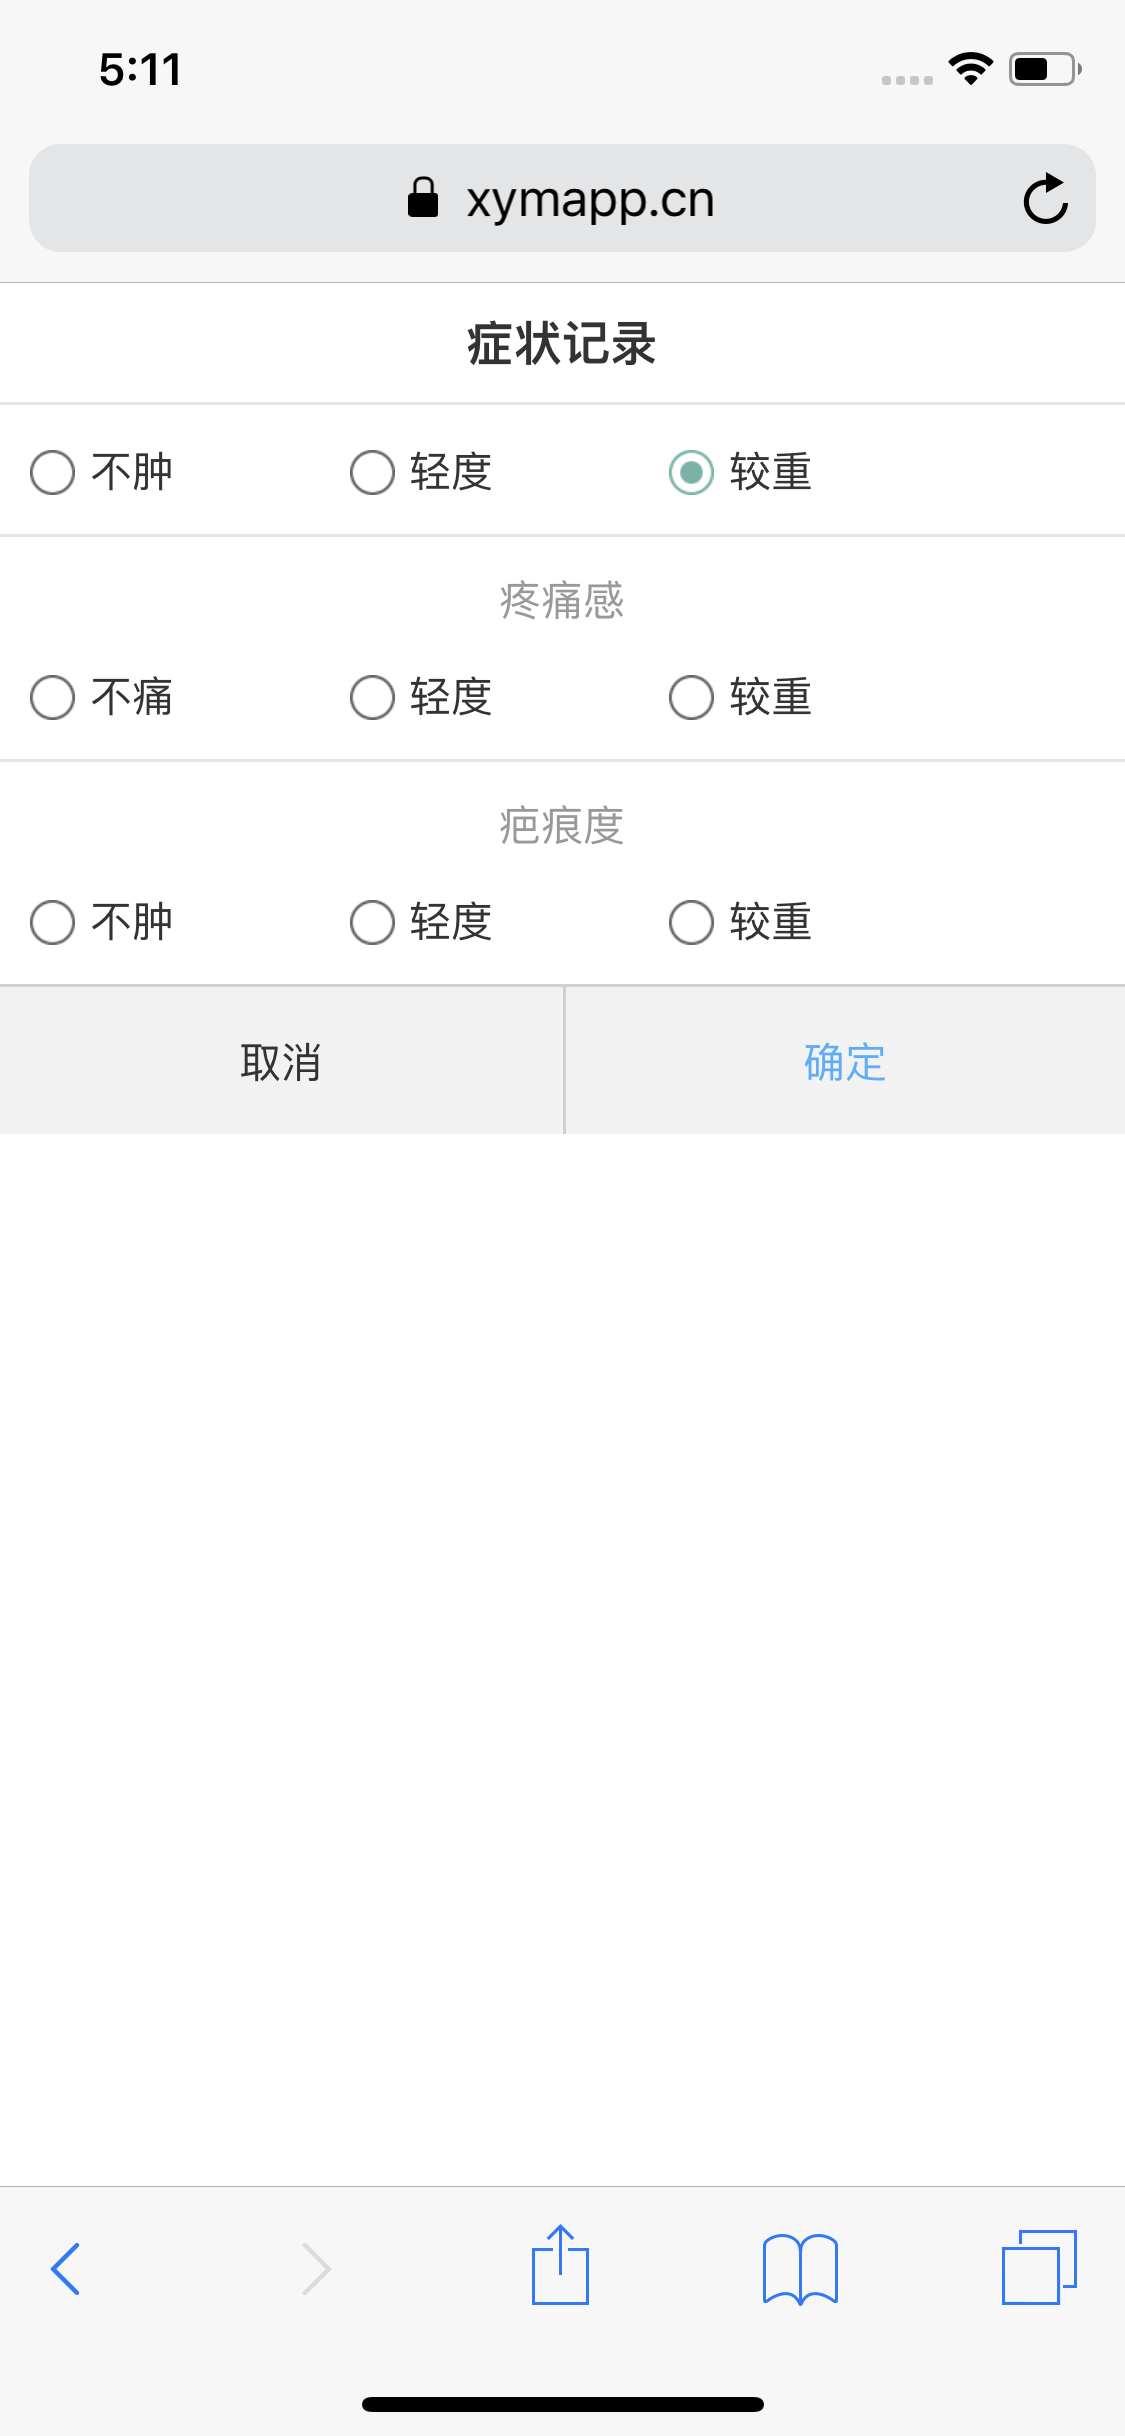 5:11
xymapp.cn
症状记录
不肿 轻度 较重
疼痛感
不痛 轻度 较重
疤痕度
不肿 轻度 较重
取消 确定